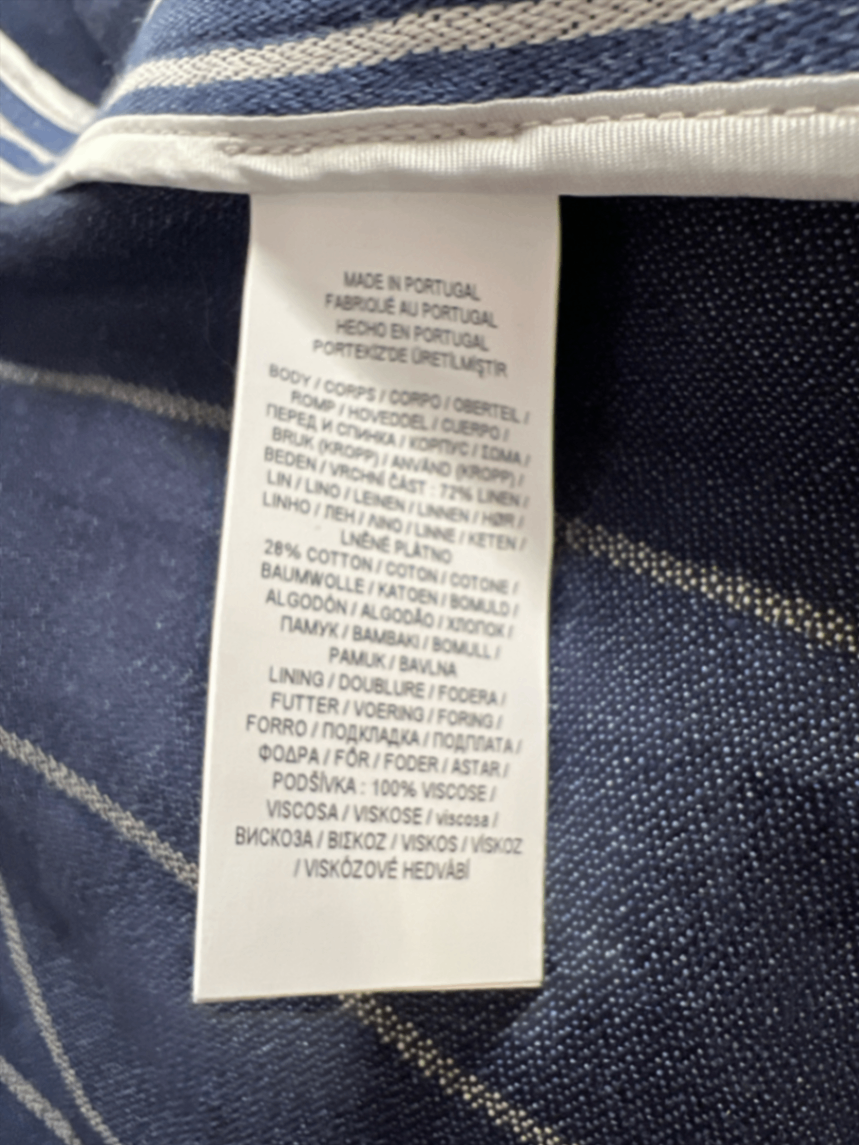 MADE IN PORTUGAL
FABRIQUÉ AU PORTUGAL
HECHO EN PORTUGAL
PORTEKİZ'DE ÜRETİLMİŞTİR
BODY / CORPS / CORPO / OBERTEIL /
ROMP / HOVEDDEL / CUERPO /
ПЕРЕД И СПИНКА / КОРПУС / ΣΩΜΑ /
BRUK (KROPP) / ANVÄND (KROPP) /
BEDEN / VRCHNÍ ČÁST : 72% LINEN /
LIN / LINO / LEINEN / LINNEN / HØR /
LINHO / ЛЕН / ΛΙΝΟ / LINNE / KETEN /
LNĚNÉ PLÁTNO
28% COTTON / COTON / COTONE /
BAUMWOLLE / KATOEN / BOMULD /
ALGODÓN / ALGODÃO / ХЛОПОК /
ПАМУК / ΒΑΜΒΑΚΙ / BOMULL /
PAMUK / BAVLNA
LINING / DOUBLURE / FODERA /
FUTTER / VOERING / FORING /
FORRO / ПОДКЛАДКА / ПОДПЛАТА /
ΦΟΔΡΑ / FÔR / FODER / ASTAR /
PODŠÍVKA : 100% VISCOSE /
VISCOSA / VISKOSE / viscosa /
ВИСКОЗА / ΒΙΣΚΟΖ / VISKOS / VİSKOZ
/ VISKÓZOVÉ HEDVÁBÍ